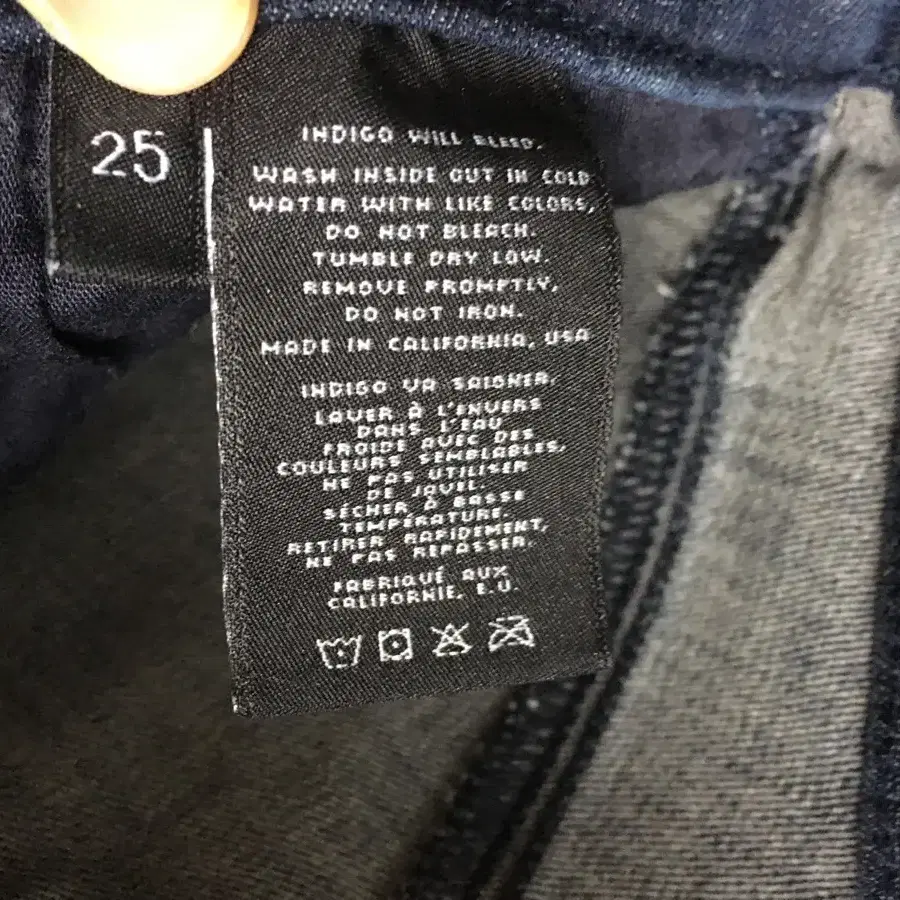 25
INDIGO WILL BLEED.
WASH INSIDE OUT IN COLD
WATER WITH LIKE COLORS,
DO NOT BLEACH.
TUMBLE DRY LOW.
REMOVE PROMPTLY,
DO NOT IRON.
MADE IN CALIFORNIA, USA
INDIGO VA SAIGNER.
LAVER À L'ENVERS
DANS L'EAU
FROIDE AVEC DES
COULEURS SEMBLABLES,
NE PAS UTILISER
DE JAVEL.
SÉCHER À BASSE
TEMPÉRATURE.
RETIRER RAPIDEMENT,
NE PAS REPASSER.
FABRIQUÉ AUX
CALIFORNIE, E.U.